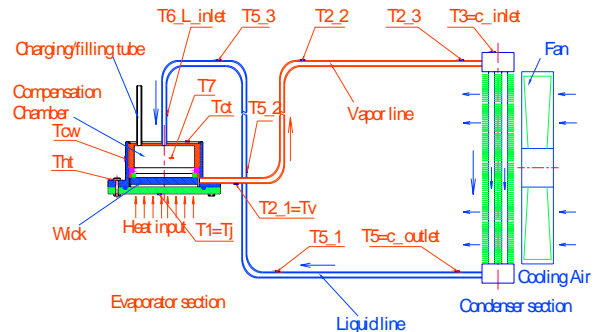 T6_L_inlet
T5_3
T2_2
T2_3
T3=c_inlet
Charging/filling tube
Fan
Compensation
Chamber
T7
Tcw
Tct
T5_2
Vapor line
Tht
Wick
Heat input
T1=Tj
T2_1=Tv
T5_1
T5=c_outlet
Cooling Air
Evaporator section
Condenser section
Liquid line